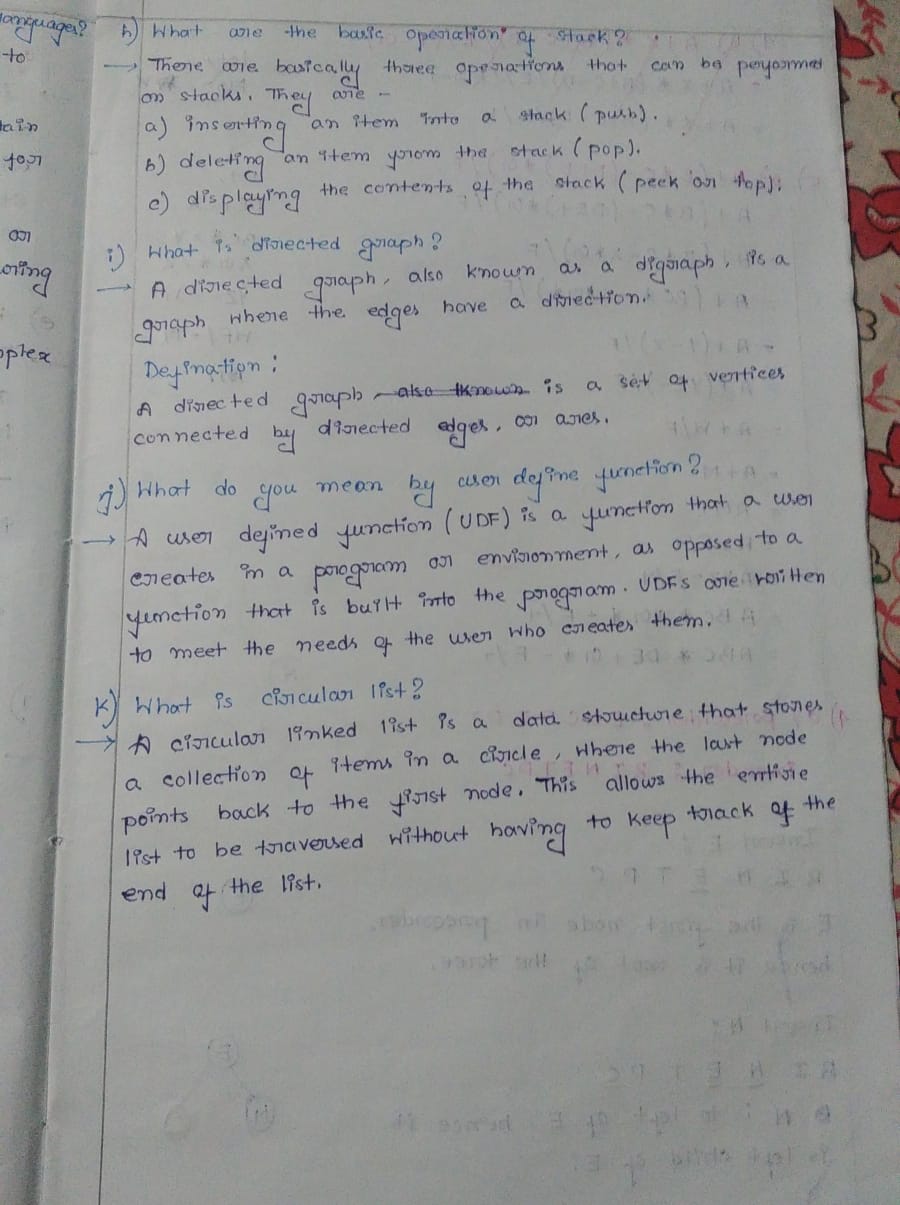 languages?
to
tain
for
or
oring
plex
h) What are the basic operation of stack?
→ There are basically three operations that can be performed
on stacks. They are -
a) inserting an item into a stack (push).
b) deleting an item from the stack (pop).
c) displaying the contents of the stack (peek or top).
i) What is directed graph?
→ A directed graph, also known as a digraph, is a
graph where the edges have a direction.
Defination:
A directed graph also known is a set of vertices
connected by directed edges, or arcs.
j) What do you mean by user define function?
→ A user defined function (UDF) is a function that a user
creates in a program or environment, as opposed to a
function that is built into the program. UDFs are written
to meet the needs of the user who creates them.
K) What is circular list?
→ A circular linked list is a data structure that stores
a collection of items in a circle, where the last node
points back to the first node. This allows the entire
list to be traversed without having to keep track of the
end of the list.